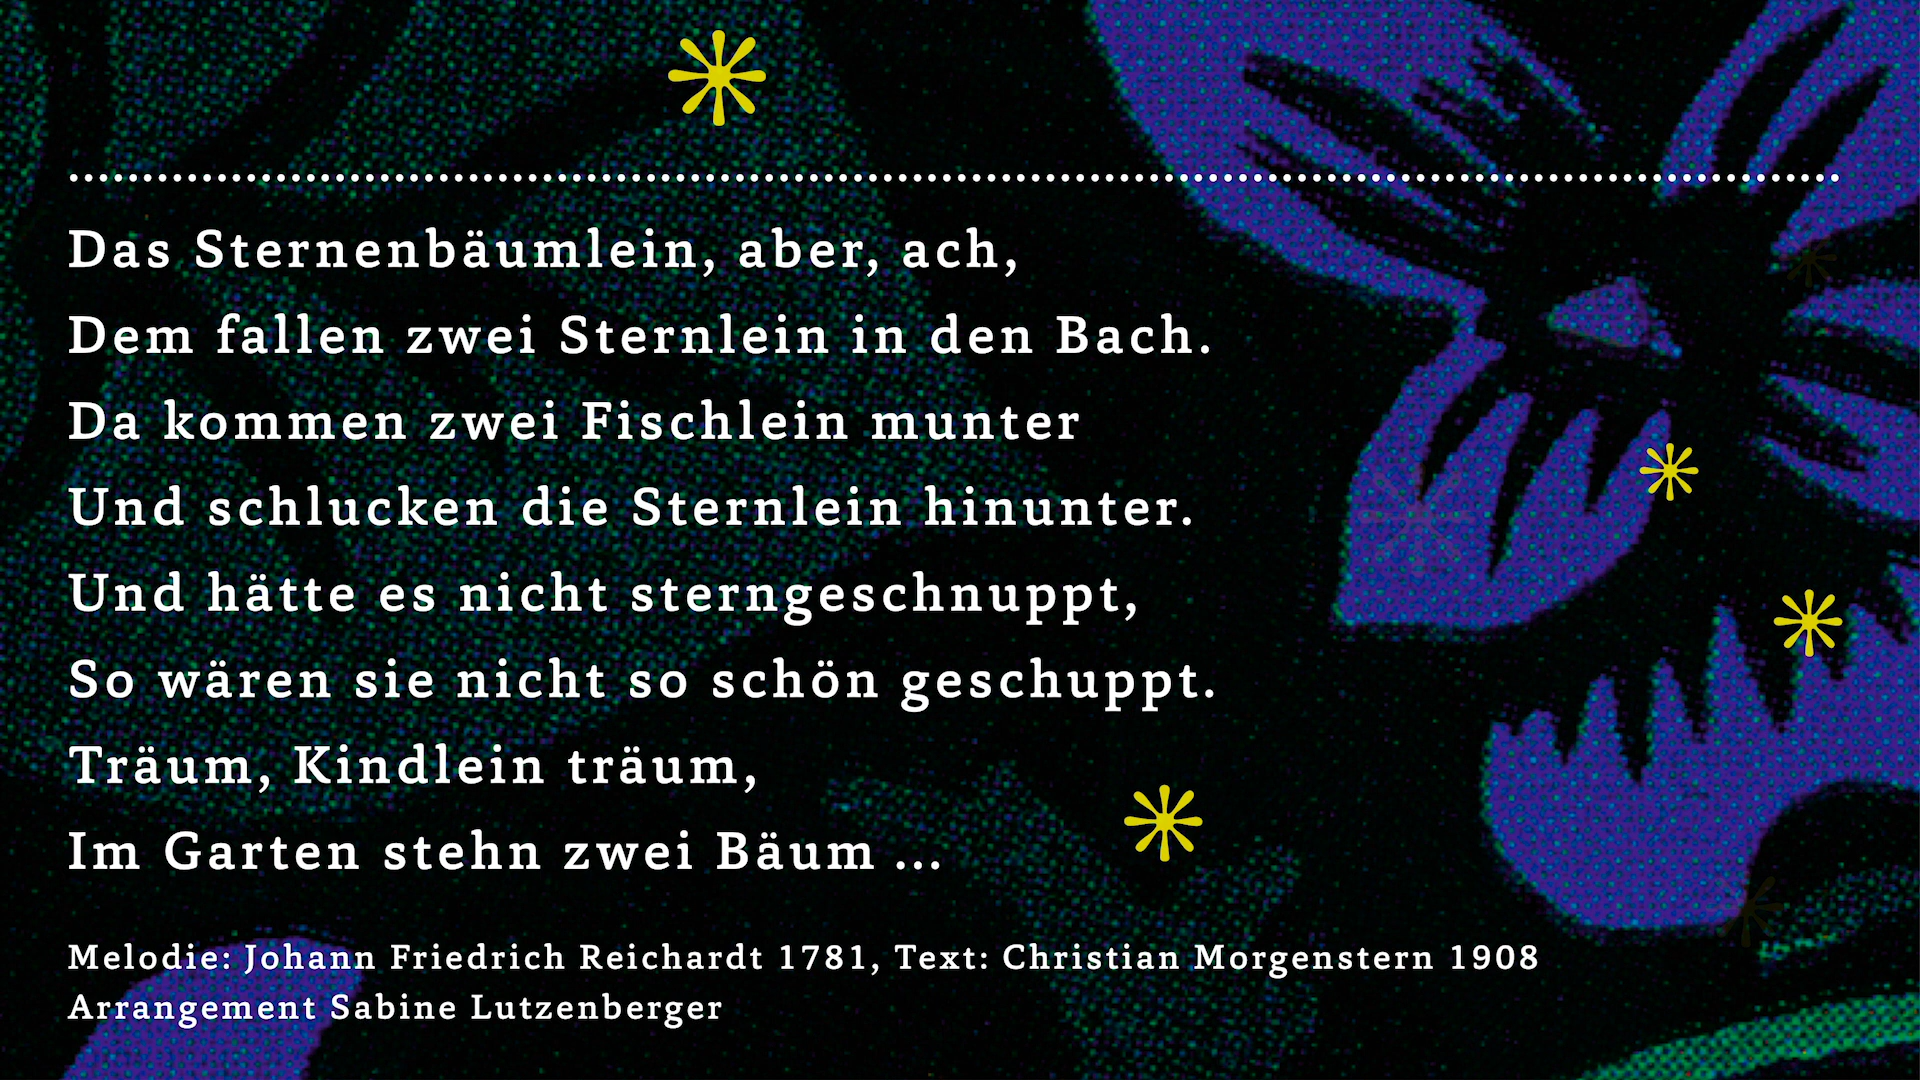 Das Sternenbäumlein, aber, ach,
Dem fallen zwei Sternlein in den Bach.
Da kommen zwei Fischlein munter
Und schlucken die Sternlein hinunter.
Und hätte es nicht sterngeschnuppt,
So wären sie nicht so schön geschuppt.
Träum, Kindlein träum,
Im Garten stehn zwei Bäum ...
Melodie: Johann Friedrich Reichardt 1781, Text: Christian Morgenstern 1908
Arrangement Sabine Lutzenberger